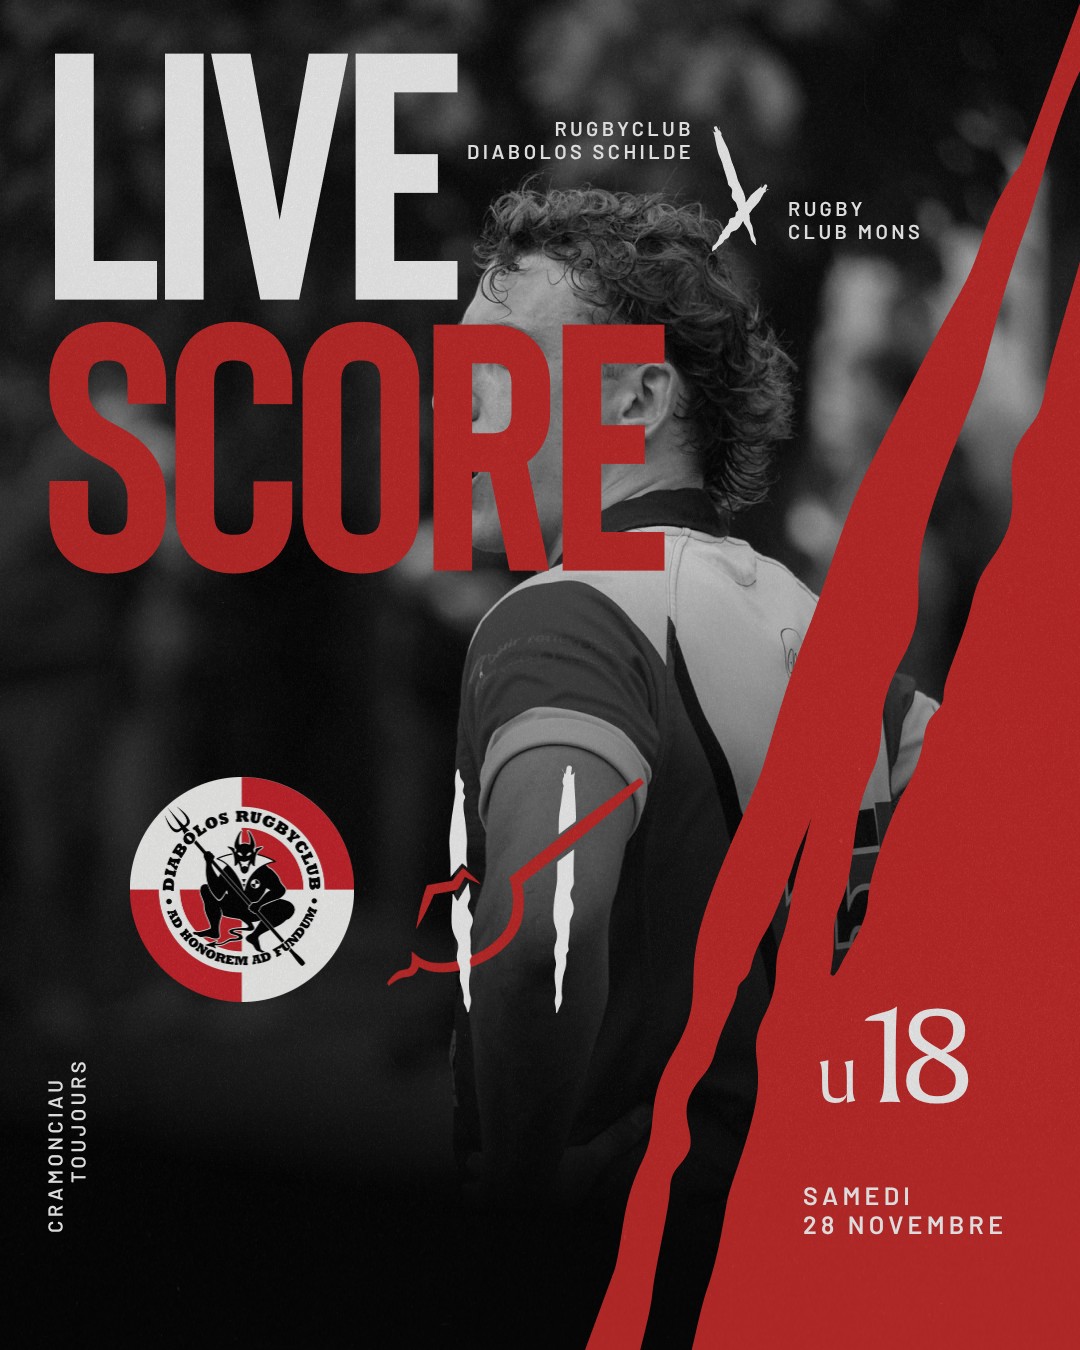 LIVE
SCORE
RUGBYCLUB
DIABOLOS SCHILDE
X
RUGBY
CLUB MONS
DIABOLOS RUGBYCLUB
• AD HONOREM AD FUNDUM •
CRAMONCIAU
TOUJOURS
u18
SAMEDI
28 NOVEMBRE